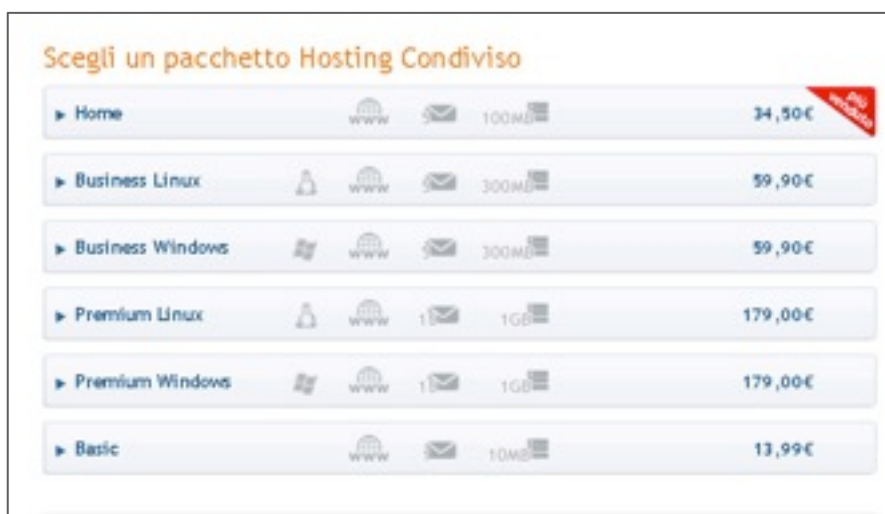 Scegli un pacchetto Hosting Condiviso
Home www 100MB 34,50€ più venduto
Business Linux www 300MB 59,90€
Business Windows www 300MB 59,90€
Premium Linux www 1GB 179,00€
Premium Windows www 1GB 179,00€
Basic www 10MB 13,99€